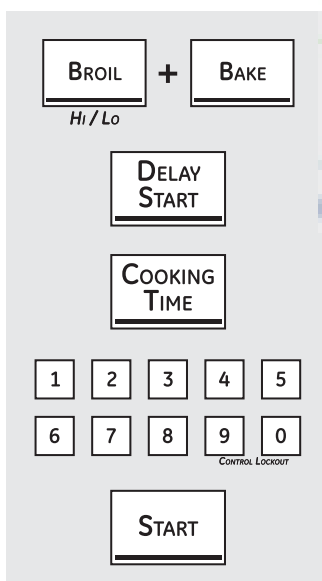 BROIL + BAKE
HI / LO
DELAY
START
COOKING
TIME
1 2 3 4 5
6 7 8 9 0
CONTROL LOCKOUT
START